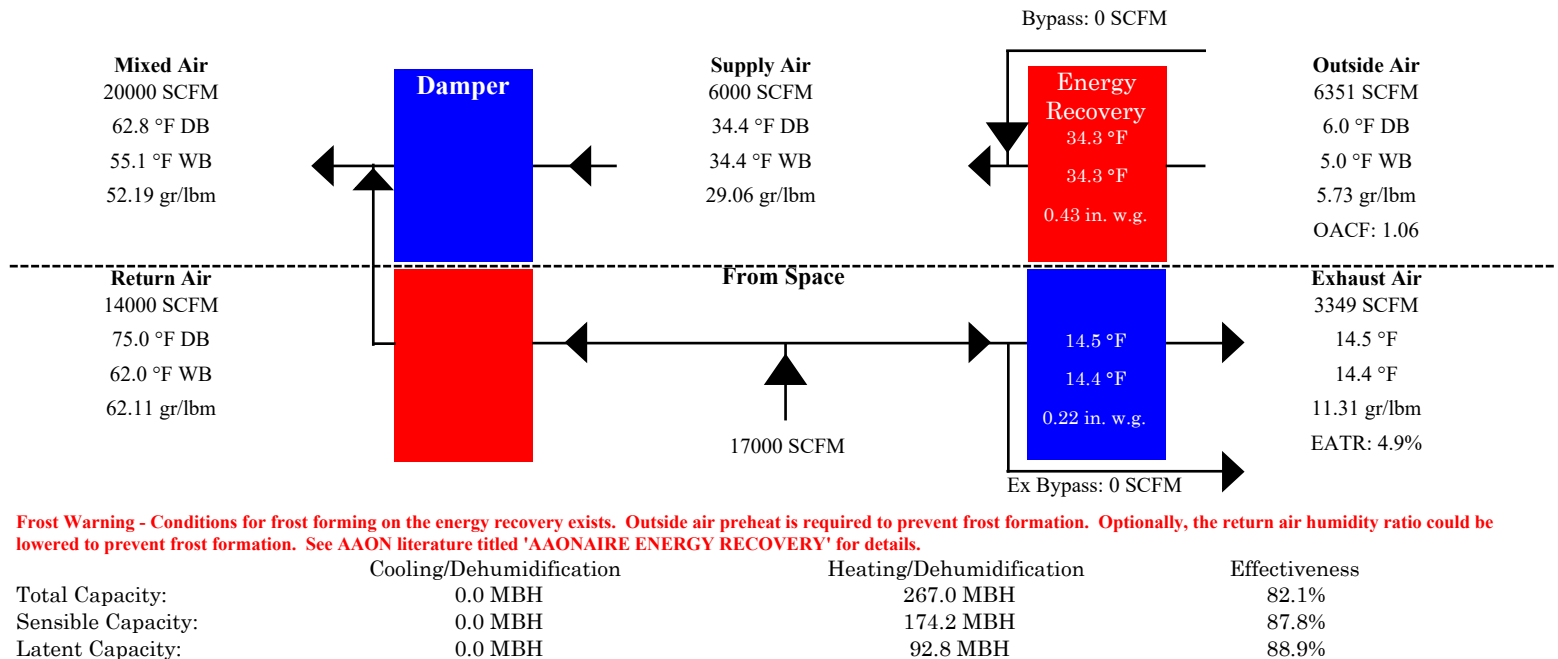 Bypass: 0 SCFM
Mixed Air
20000 SCFM
62.8 °F DB
55.1 °F WB
52.19 gr/lbm
Damper
Supply Air
6000 SCFM
34.4 °F DB
34.4 °F WB
29.06 gr/lbm
Energy
Recovery
34.3 °F
34.3 °F
0.43 in. w.g.
Outside Air
6351 SCFM
6.0 °F DB
5.0 °F WB
5.73 gr/lbm
OACF: 1.06
Return Air
14000 SCFM
75.0 °F DB
62.0 °F WB
62.11 gr/lbm
From Space
17000 SCFM
14.5 °F
14.4 °F
0.22 in. w.g.
Ex Bypass: 0 SCFM
Exhaust Air
3349 SCFM
14.5 °F
14.4 °F
11.31 gr/lbm
EATR: 4.9%
Frost Warning - Conditions for frost forming on the energy recovery exists. Outside air preheat is required to prevent frost formation. Optionally, the return air humidity ratio could be
lowered to prevent frost formation. See AAON literature titled 'AAONAIRE ENERGY RECOVERY' for details.
Cooling/Dehumidification Heating/Dehumidification Effectiveness
Total Capacity: 0.0 MBH 267.0 MBH 82.1%
Sensible Capacity: 0.0 MBH 174.2 MBH 87.8%
Latent Capacity: 0.0 MBH 92.8 MBH 88.9%